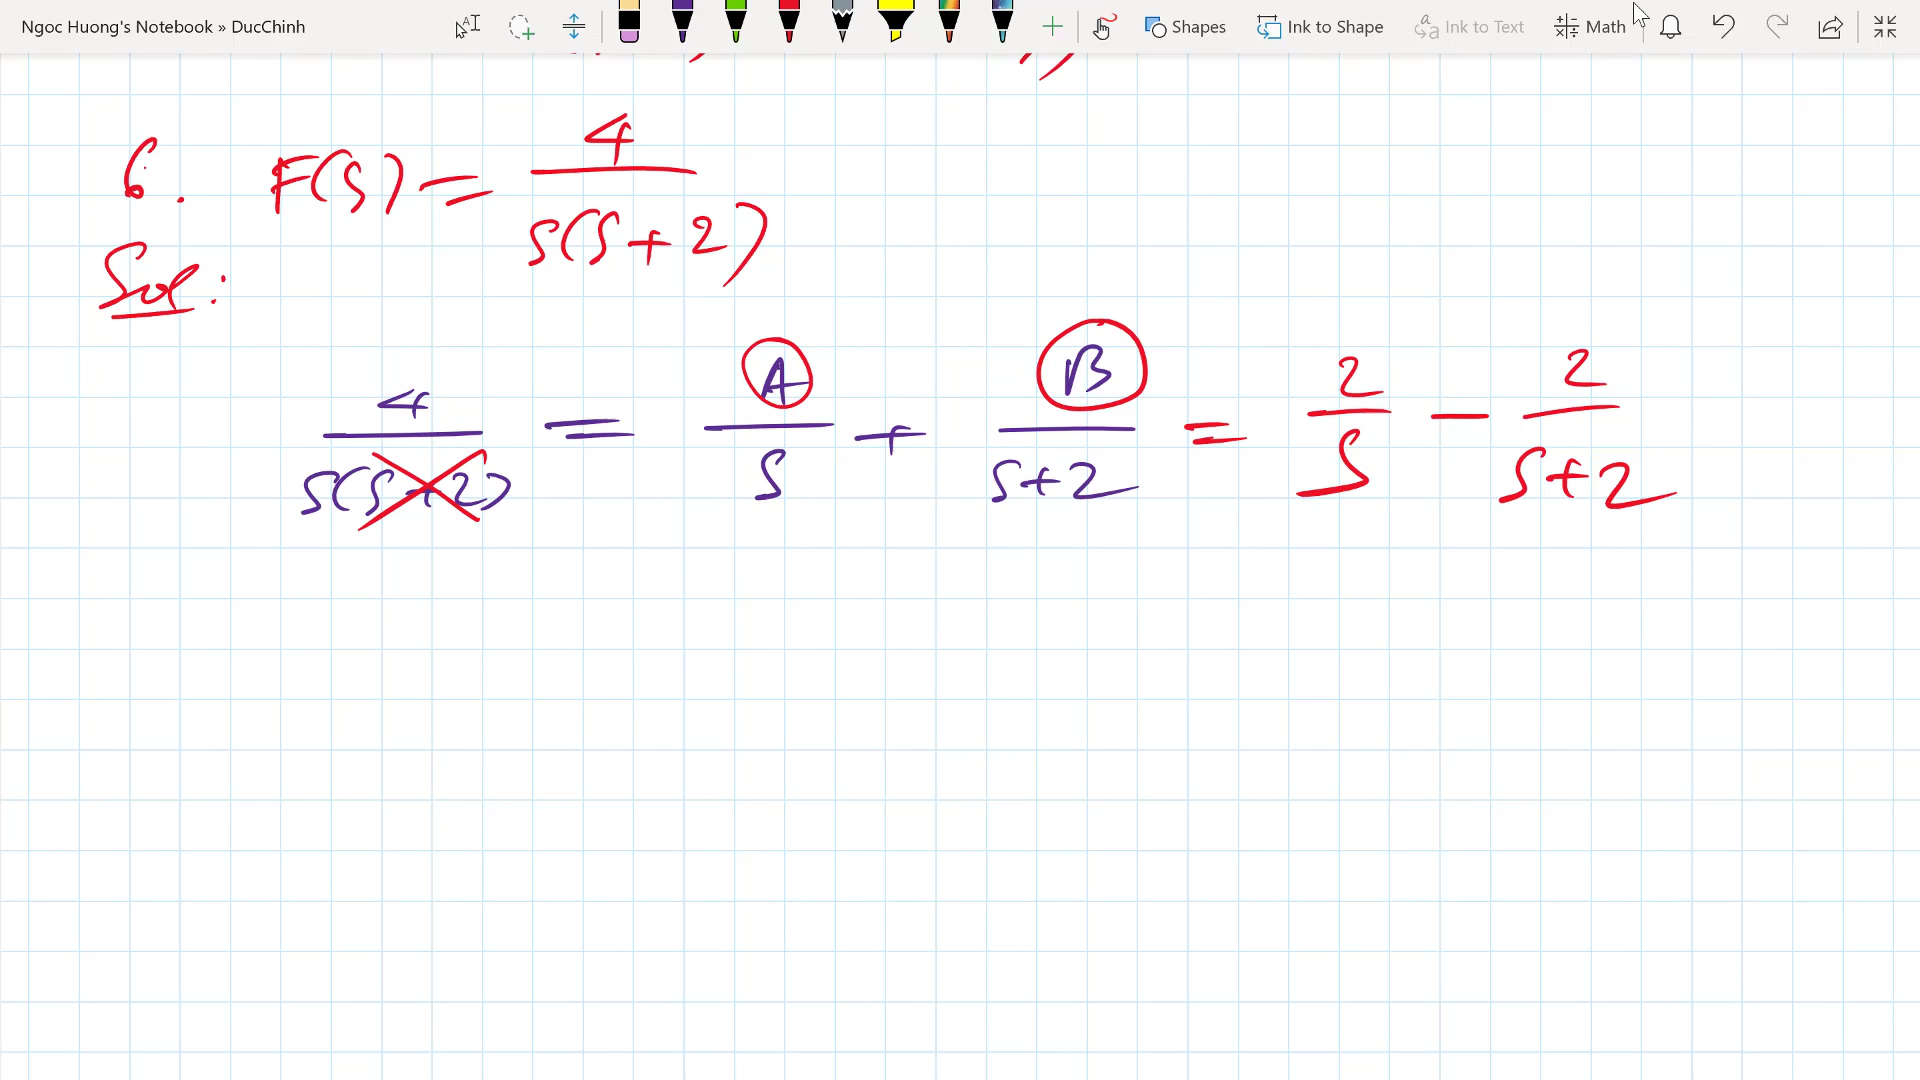 Ngoc Huong's Notebook » DucChinh Shapes Ink to Shape Ink to Text Math
6. F(s) = 4 / s(s+2)
Sol:
4 / s(s+2) = A / s + B / s+2 = 2 / s − 2 / s+2